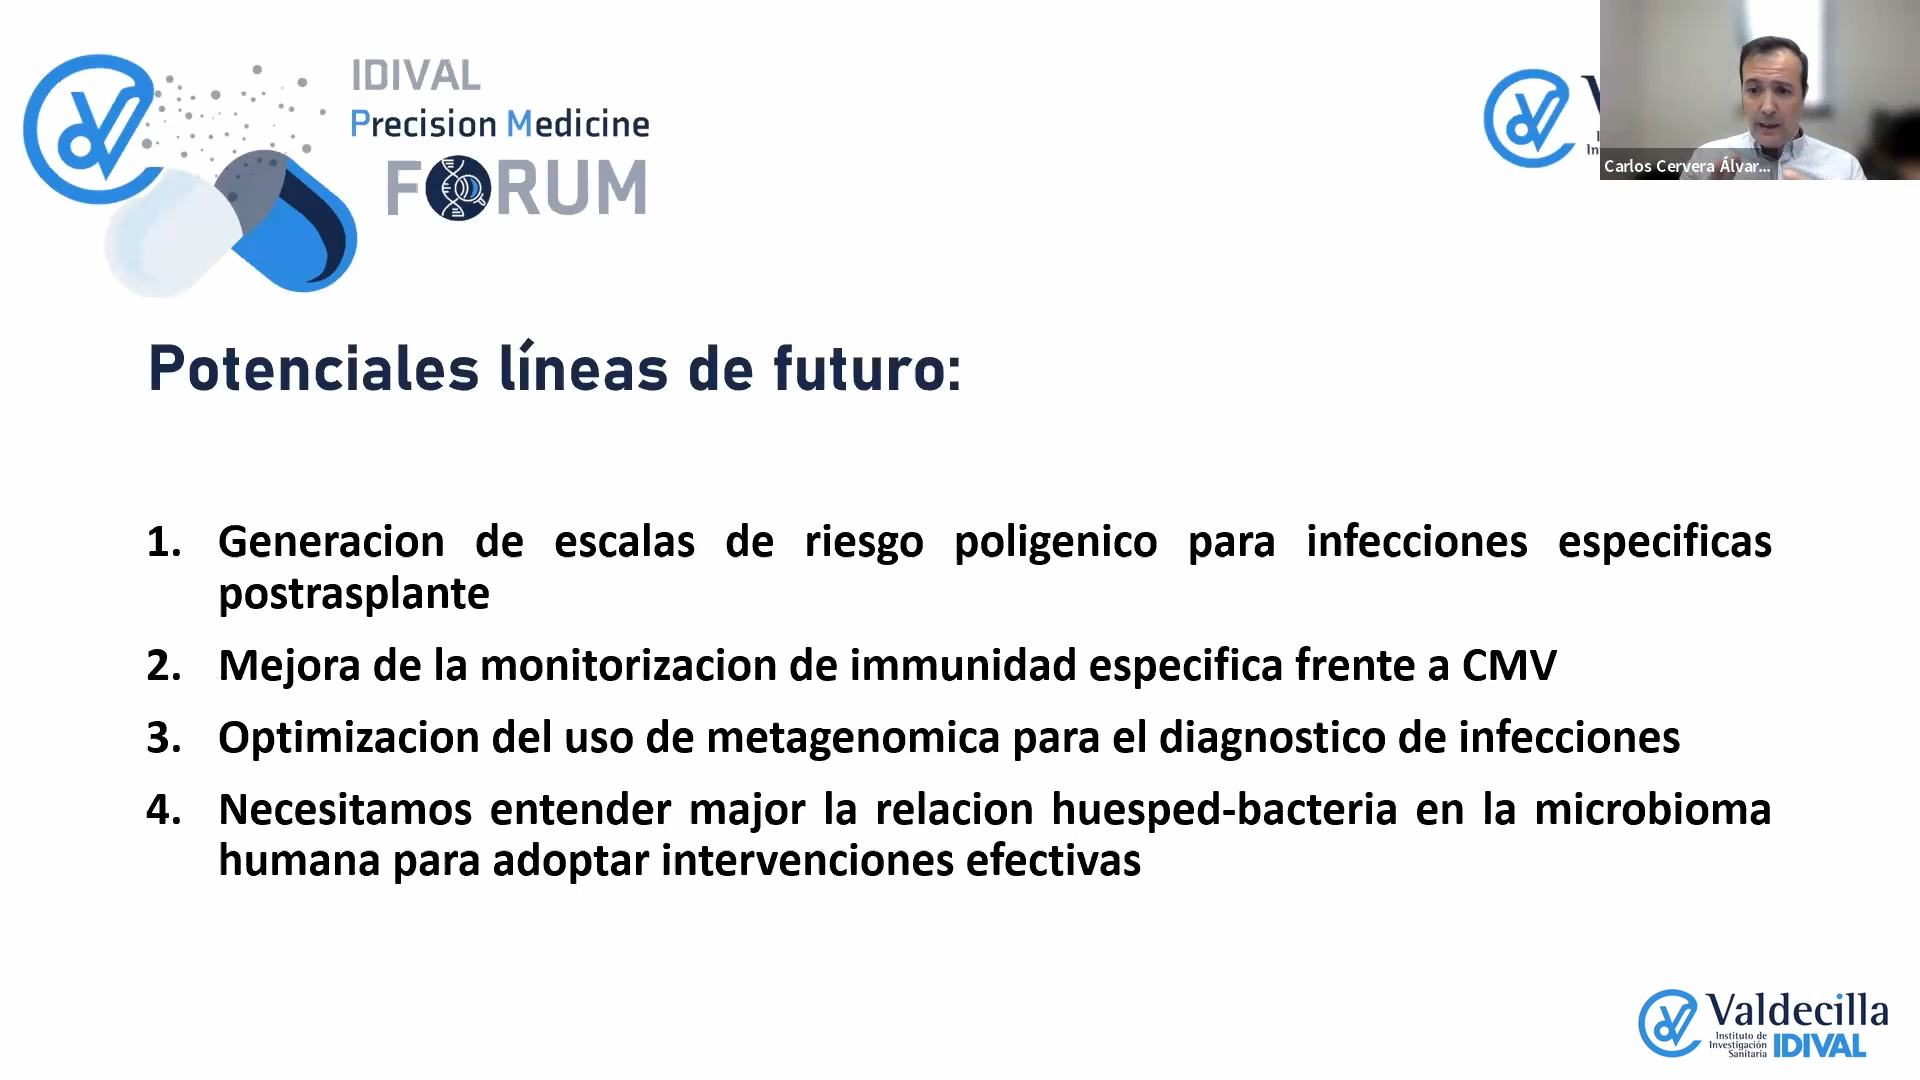 IDIVAL
Precision Medicine
FORUM
Carlos Cervera Álvar...
Potenciales líneas de futuro:
1. Generacion de escalas de riesgo poligenico para infecciones especificas
postrasplante
2. Mejora de la monitorizacion de immunidad especifica frente a CMV
3. Optimizacion del uso de metagenomica para el diagnostico de infecciones
4. Necesitamos entender major la relacion huesped-bacteria en la microbioma
humana para adoptar intervenciones efectivas
Valdecilla
Instituto de
Investigación
Sanitaria
IDIVAL